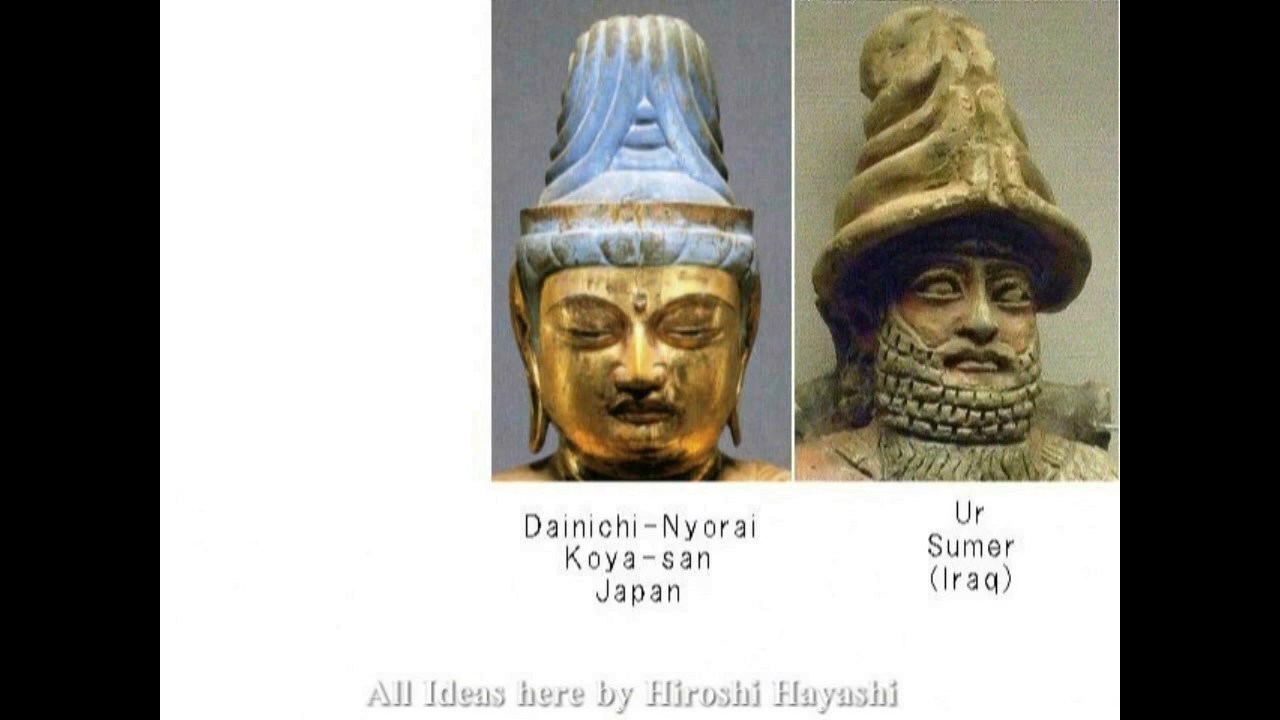 Dainichi-Nyorai
Koya-san
Japan
Ur
Sumer
(Iraq)
All Ideas here by Hiroshi Hayashi